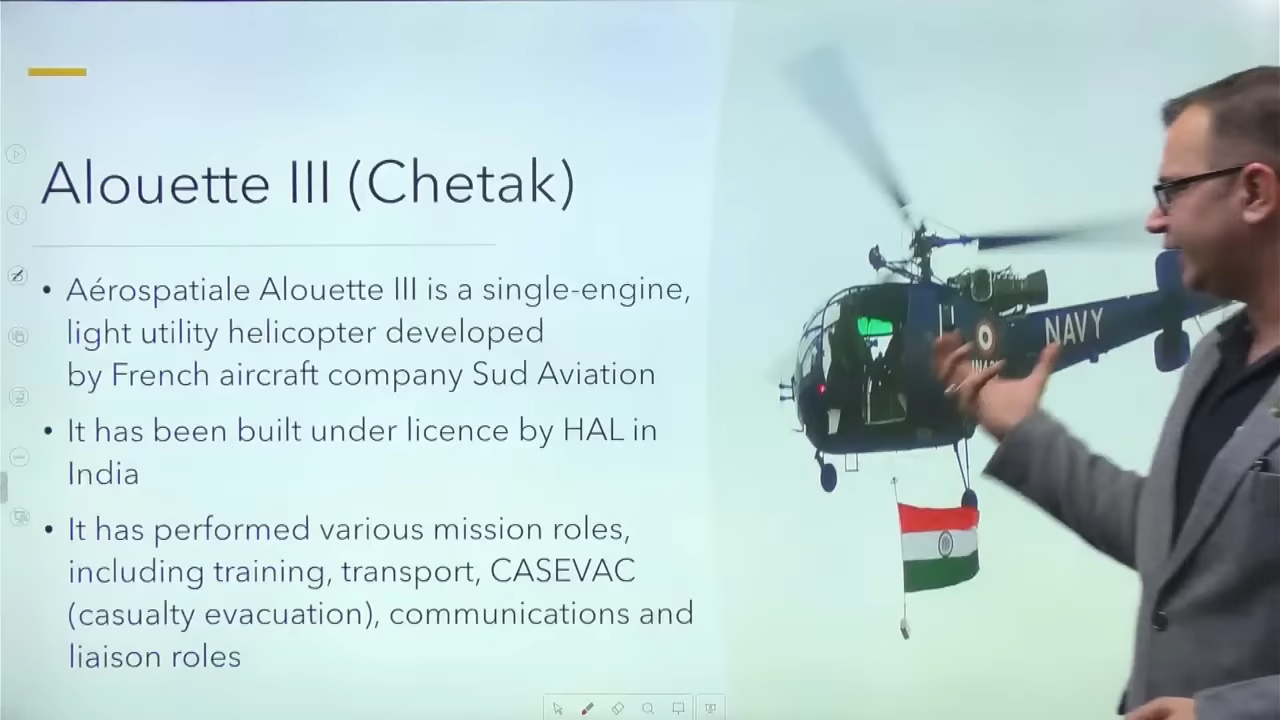 Alouette III (Chetak)
• Aérospatiale Alouette III is a single-engine,
light utility helicopter developed
by French aircraft company Sud Aviation
• It has been built under licence by HAL in
India
• It has performed various mission roles,
including training, transport, CASEVAC
(casualty evacuation), communications and
liaison roles
NAVY